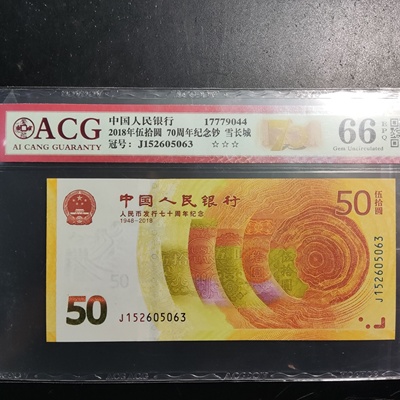 ACG
AI CANG GUARANTY
中国人民银行 17779044
2018年伍拾圆 70周年纪念钞 雪长城
冠号: J152605063 ☆☆☆
66 EPQ
Gem Uncirculated
中国人民银行
人民币发行七十周年纪念
1948-2018
50 伍拾圆
J152605063
50
J152605063